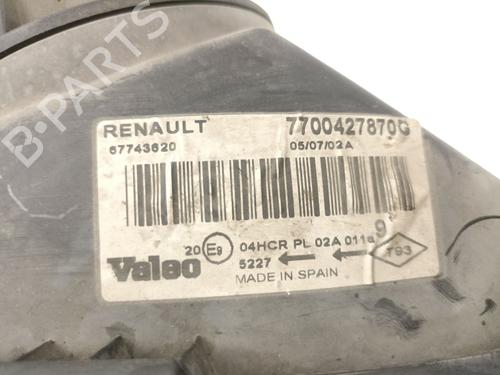 B-PARTS
RENAULT 7700427870G
67743620 05/07/02A
9
20 E9 04HCR PL 02A 011a
Valeo 5227 T93
MADE IN SPAIN